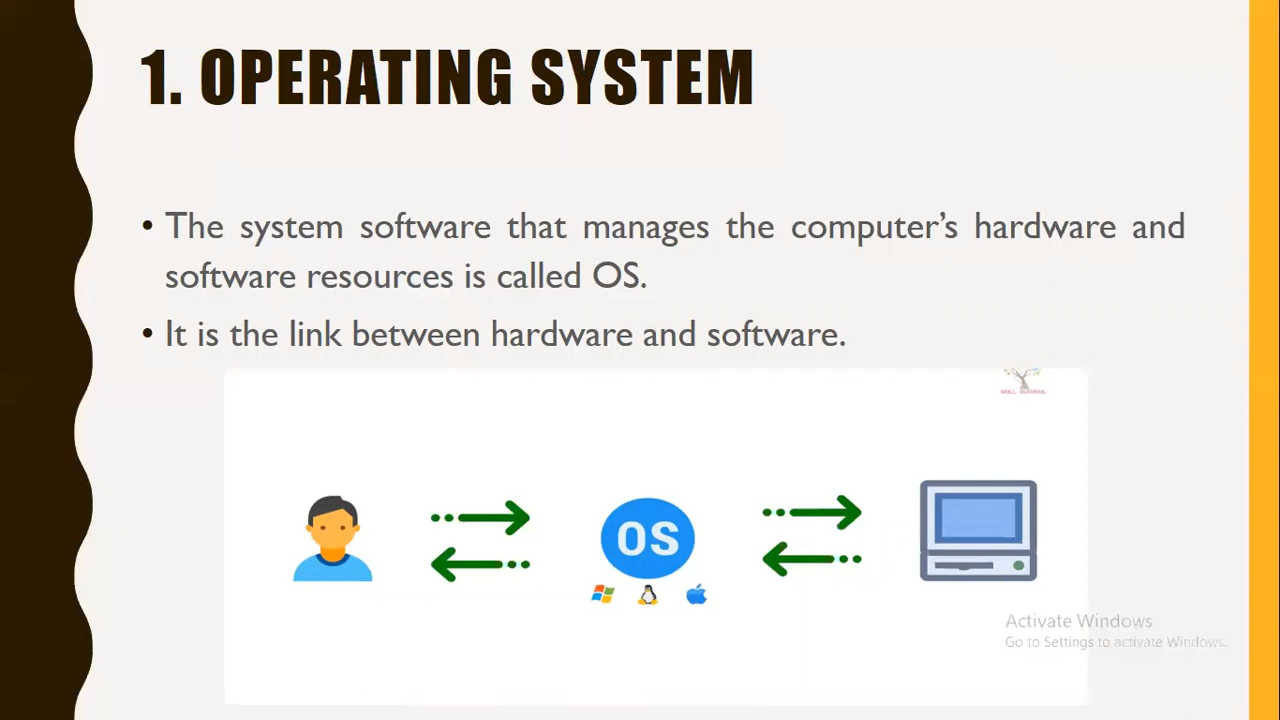 1. OPERATING SYSTEM
• The system software that manages the computer’s hardware and
software resources is called OS.
• It is the link between hardware and software.
OS
Activate Windows
Go to Settings to activate Windows.